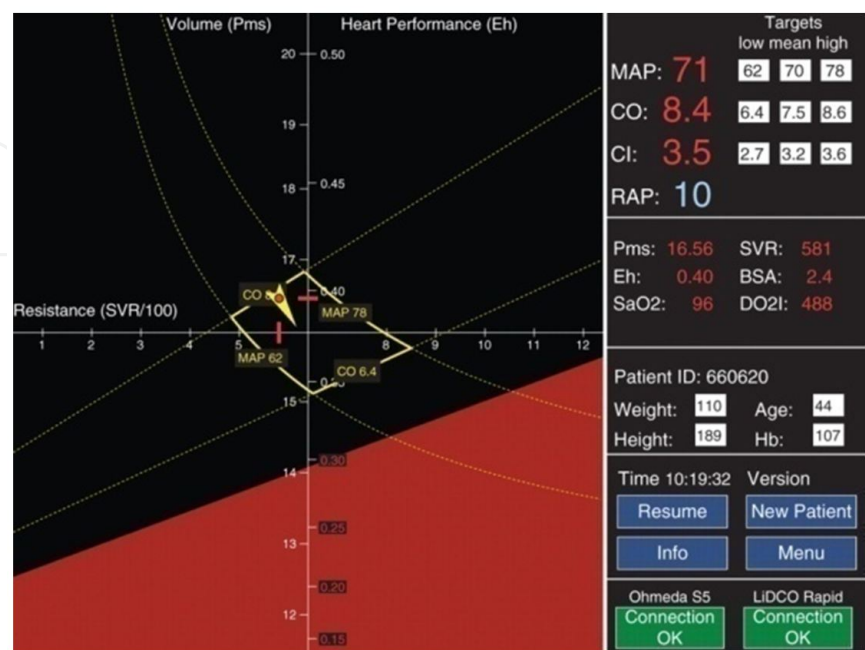 Volume (Pms)
Heart Performance (Eh)
20
0.50
19
0.45
18
17
0.40
CO 8
MAP 78
Resistance (SVR/100)
1 2 3 4 5 6 8 9 10 11 12
MAP 62
CO 6.4
15
14
0.30
0.25
13
0.20
12
0.15
Targets
low mean high
MAP: 71 62 70 78
CO: 8.4 6.4 7.5 8.6
CI: 3.5 2.7 3.2 3.6
RAP: 10
Pms: 16.56 SVR: 581
Eh: 0.40 BSA: 2.4
SaO2: 96 DO2I: 488
Patient ID: 660620
Weight: 110 Age: 44
Height: 189 Hb: 107
Time 10:19:32 Version
Resume New Patient
Info Menu
Ohmeda S5 LiDCO Rapid
Connection OK
Connection OK